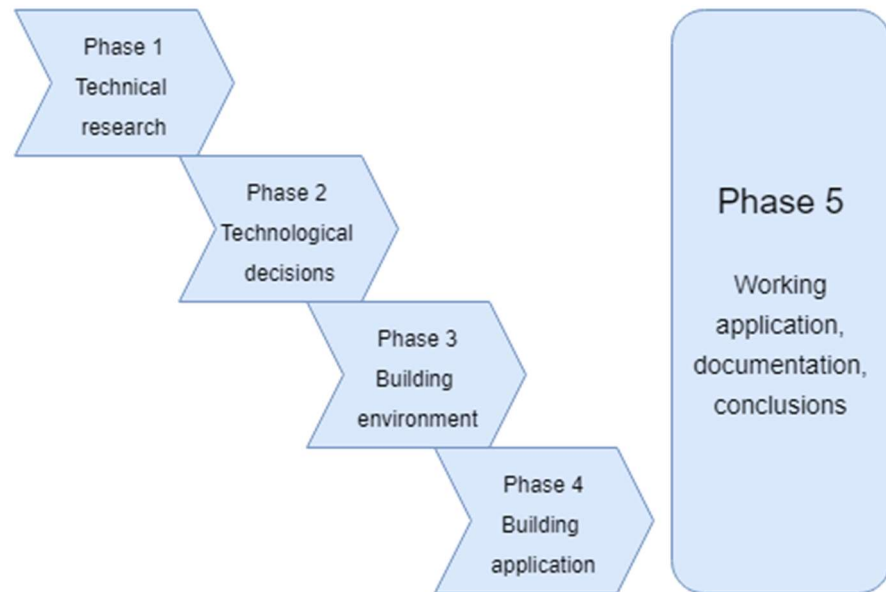 Phase 1
Technical
research
Phase 2
Technological
decisions
Phase 3
Building
environment
Phase 4
Building
application
Phase 5
Working
application,
documentation,
conclusions